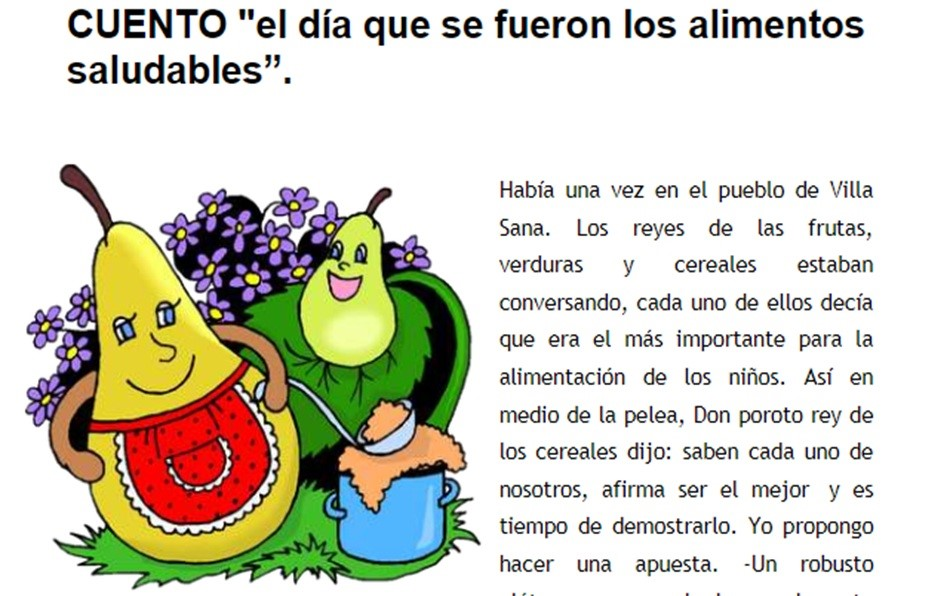 CUENTO "el día que se fueron los alimentos
saludables”.
Había una vez en el pueblo de Villa
Sana. Los reyes de las frutas,
verduras y cereales estaban
conversando, cada uno de ellos decía
que era el más importante para la
alimentación de los niños. Así en
medio de la pelea, Don poroto rey de
los cereales dijo: saben cada uno de
nosotros, afirma ser el mejor y es
tiempo de demostrarlo. Yo propongo
hacer una apuesta. -Un robusto